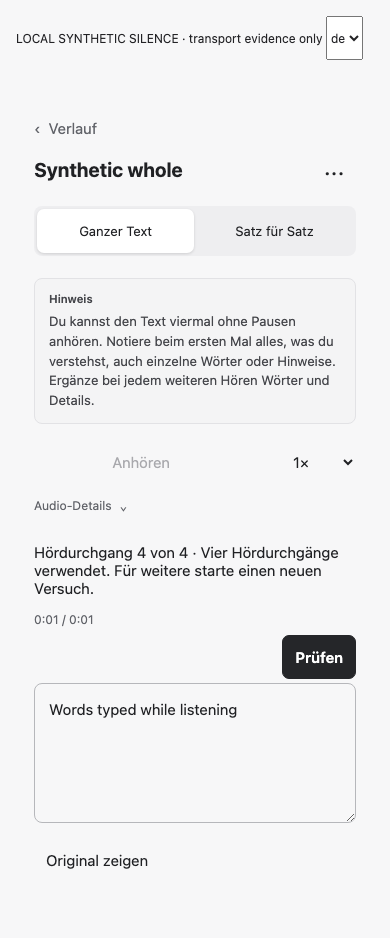 LOCAL SYNTHETIC SILENCE · transport evidence only de
‹ Verlauf
Synthetic whole ...
Ganzer Text Satz für Satz
Hinweis
Du kannst den Text viermal ohne Pausen
anhören. Notiere beim ersten Mal alles, was du
verstehst, auch einzelne Wörter oder Hinweise.
Ergänze bei jedem weiteren Hören Wörter und
Details.
Anhören 1×
Audio-Details
Hördurchgang 4 von 4 · Vier Hördurchgänge
verwendet. Für weitere starte einen neuen
Versuch.
0:01 / 0:01
Prüfen
Words typed while listening
Original zeigen